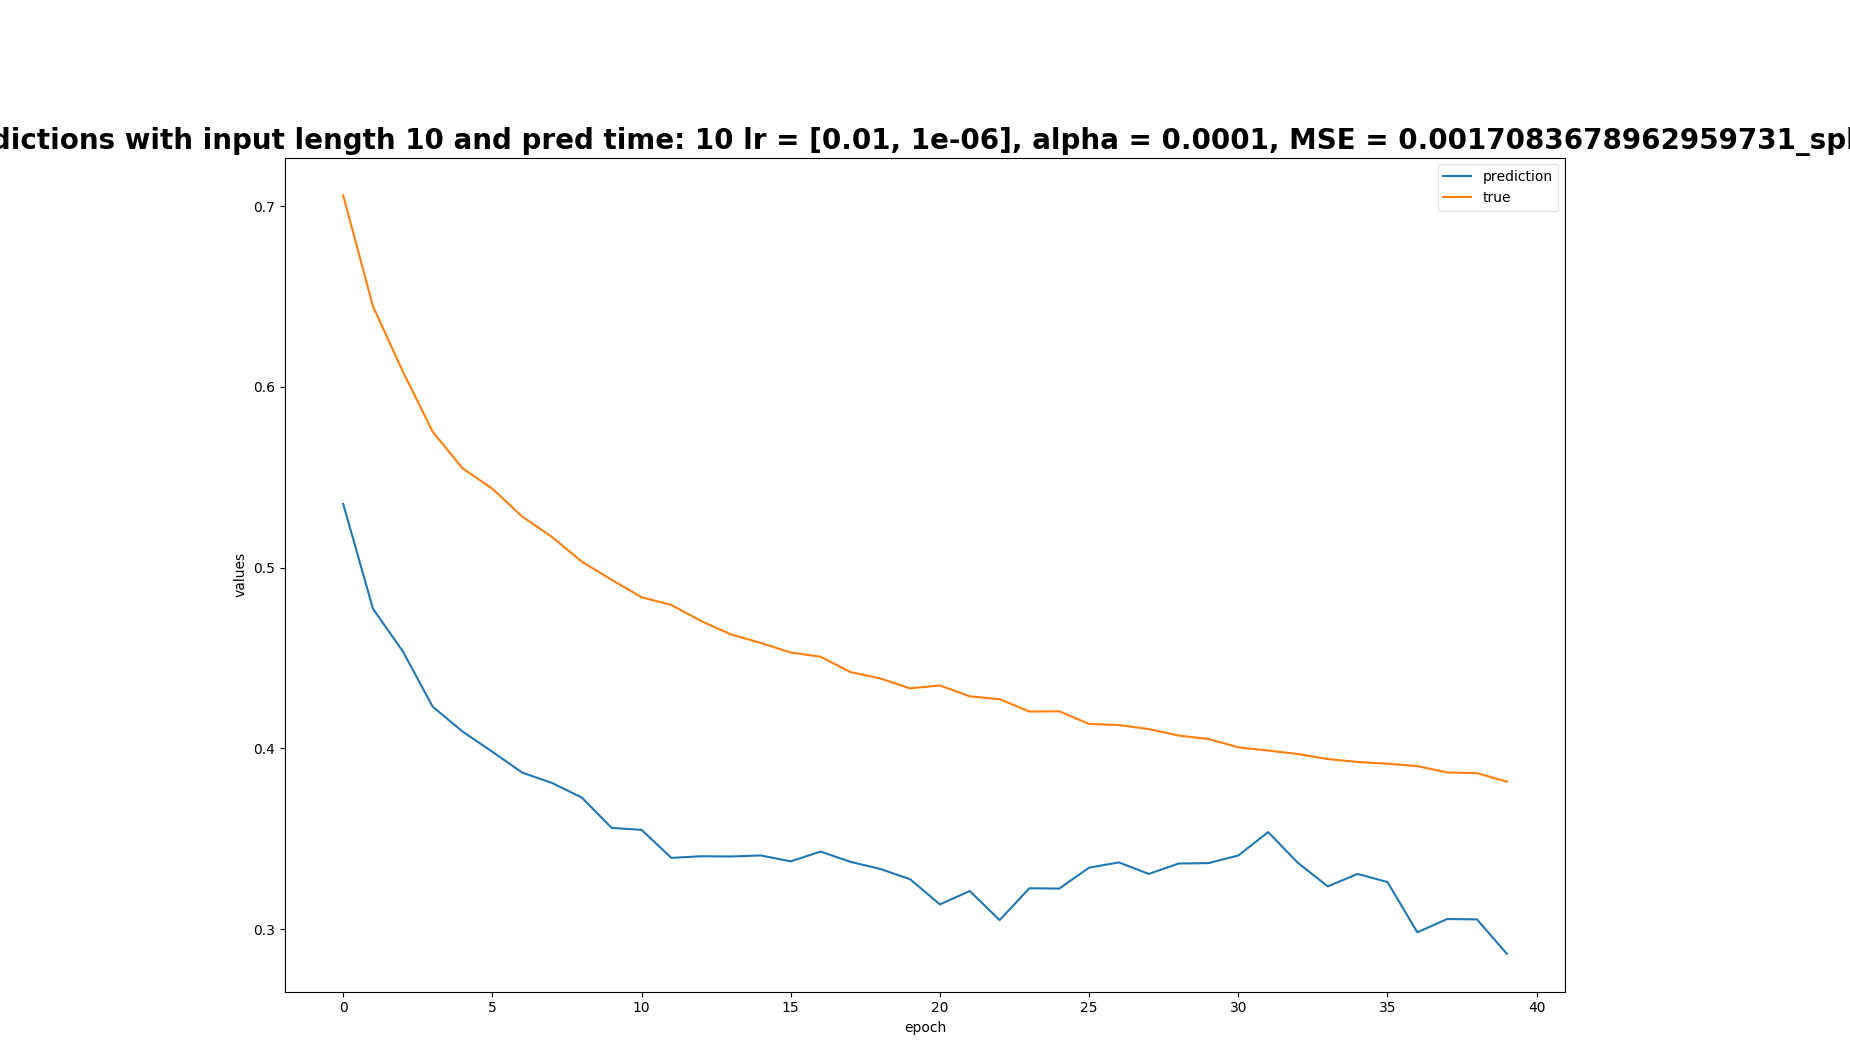 dictions with input length 10 and pred time: 10 lr = [0.01, 1e-06], alpha = 0.0001, MSE = 0.0017083678962959731_spl
prediction
true
0.7
0.6
0.5
0.4
0.3
values
0
5
10
15
20
25
30
35
40
epoch